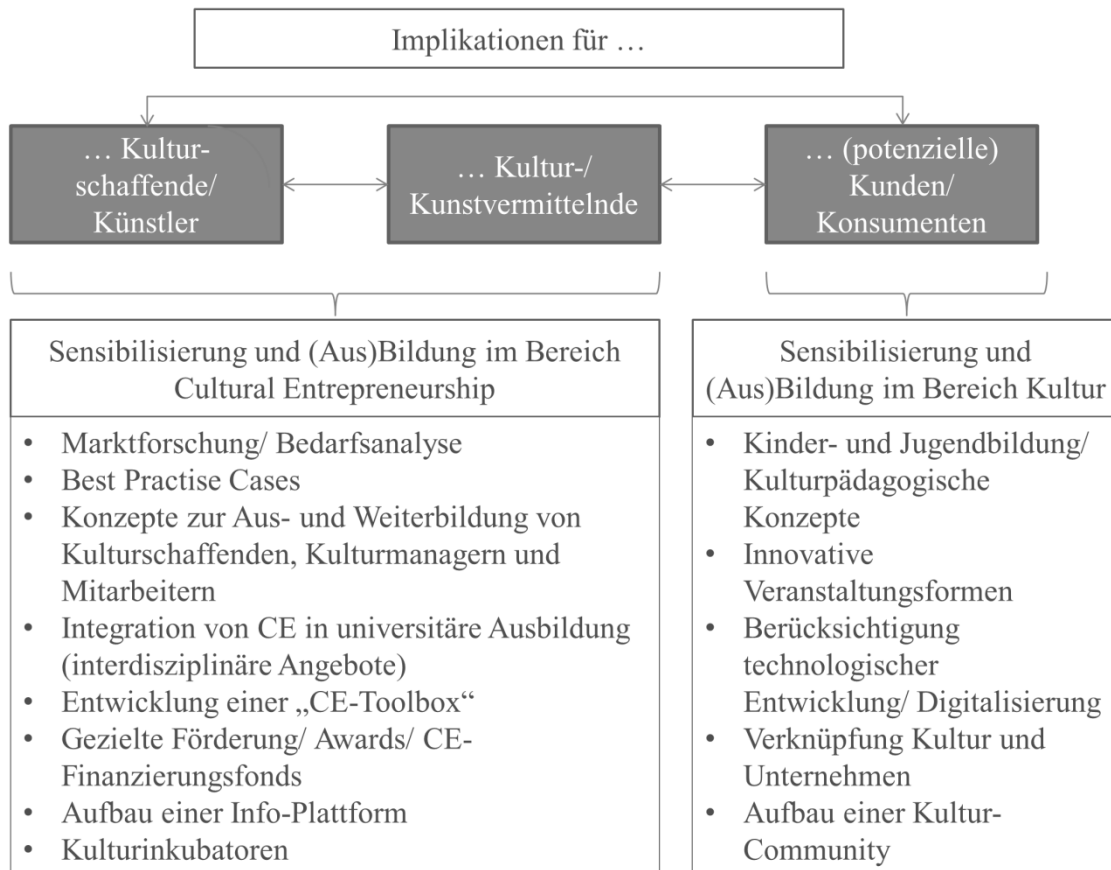 Implikationen für …
… Kultur-
schaffende/
Künstler
… Kultur-/
Kunstvermittelnde
… (potenzielle)
Kunden/
Konsumenten
Sensibilisierung und (Aus)Bildung im Bereich
Cultural Entrepreneurship
• Marktforschung/ Bedarfsanalyse
• Best Practise Cases
• Konzepte zur Aus- und Weiterbildung von
Kulturschaffenden, Kulturmanagern und
Mitarbeitern
• Integration von CE in universitäre Ausbildung
(interdisziplinäre Angebote)
• Entwicklung einer „CE-Toolbox“
• Gezielte Förderung/ Awards/ CE-
Finanzierungsfonds
• Aufbau einer Info-Plattform
• Kulturinkubatoren
Sensibilisierung und
(Aus)Bildung im Bereich Kultur
• Kinder- und Jugendbildung/
Kulturpädagogische
Konzepte
• Innovative
Veranstaltungsformen
• Berücksichtigung
technologischer
Entwicklung/ Digitalisierung
• Verknüpfung Kultur und
Unternehmen
• Aufbau einer Kultur-
Community